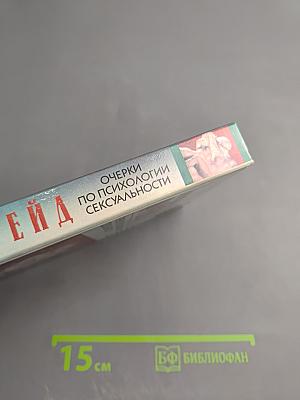 ЕЙД
ОЧЕРКИ
ПО ПСИХОЛОГИИ
СЕКСУАЛЬНОСТИ
15 см
БФ БИБЛИОФАН